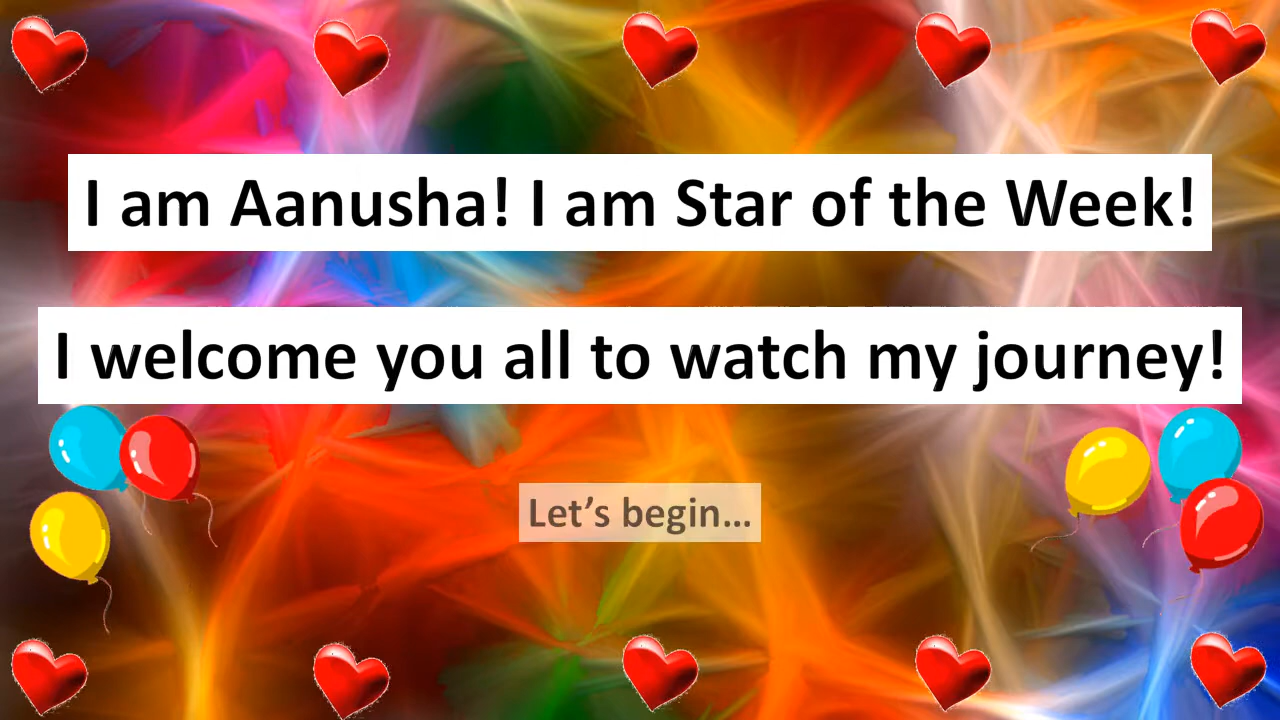 I am Aanusha! I am Star of the Week!
I welcome you all to watch my journey!
Let’s begin…